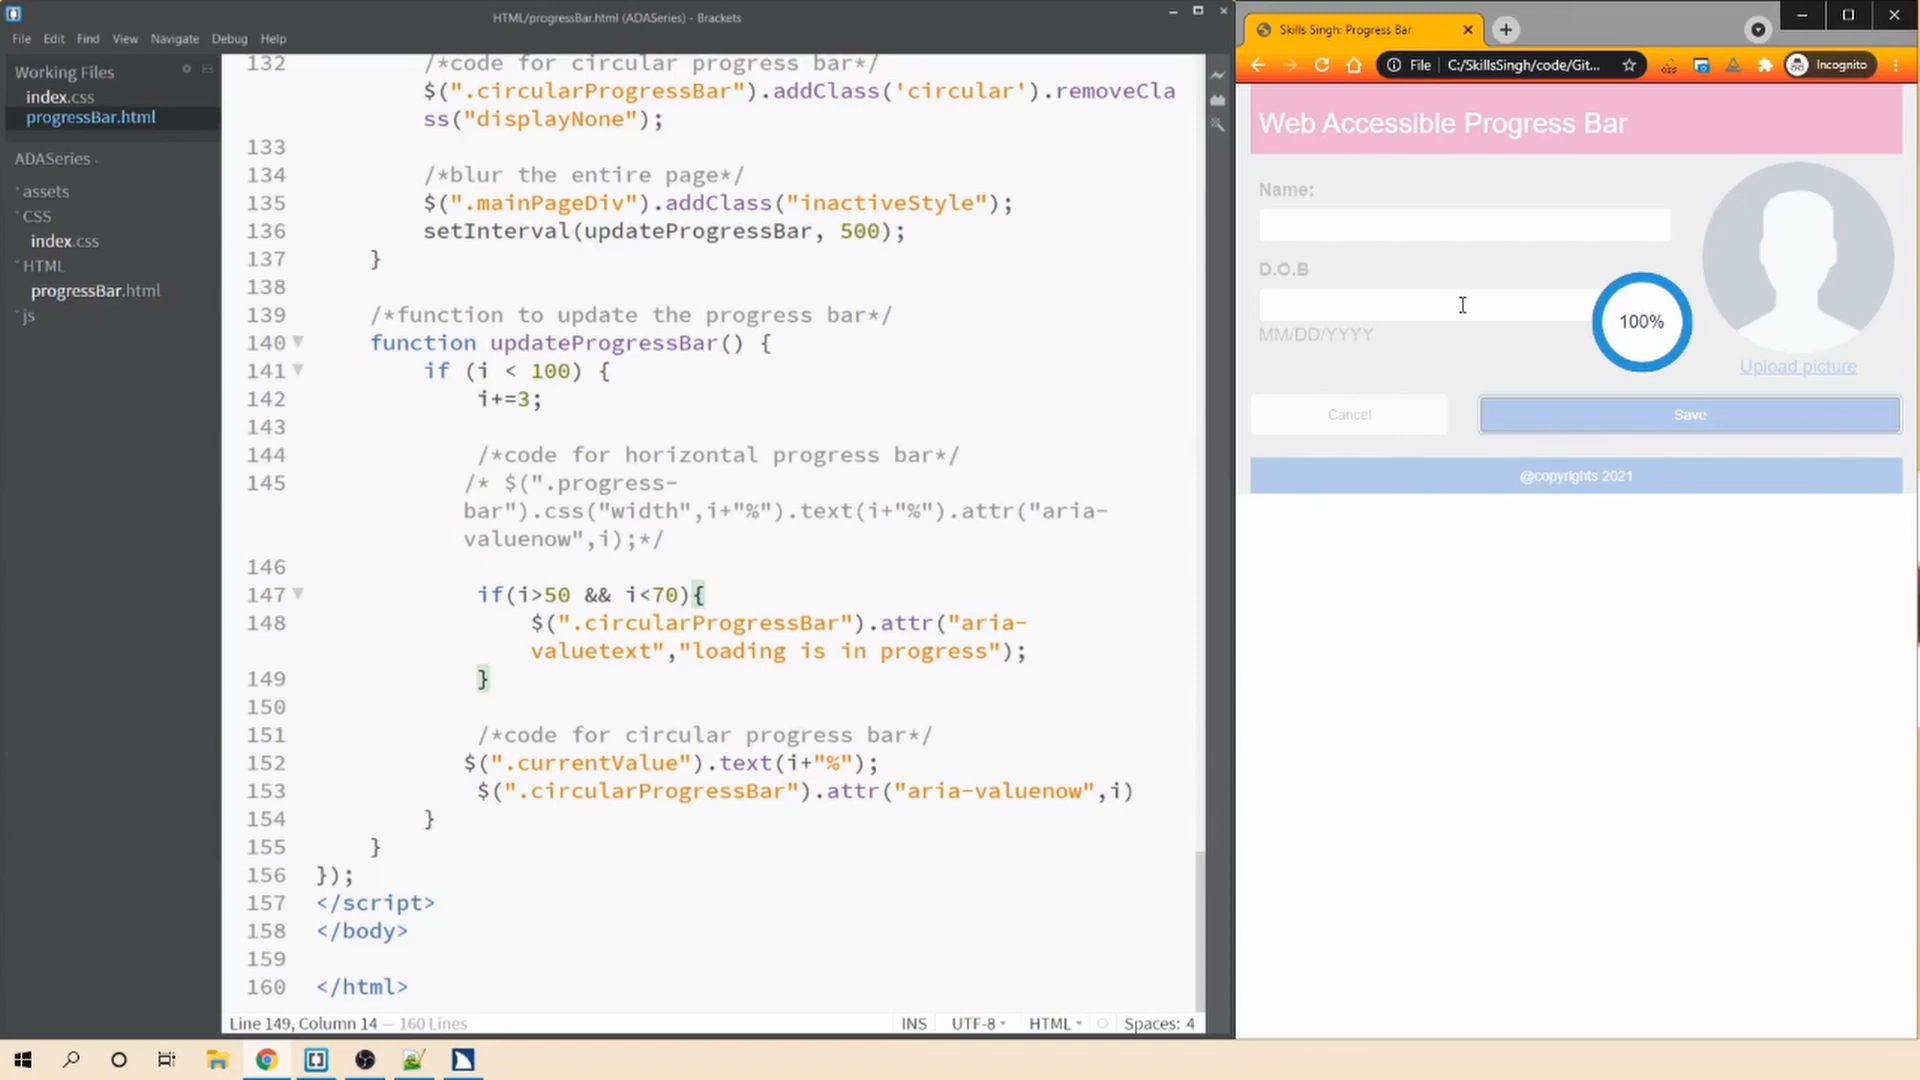 HTML/progressBar.html (ADASeries) - Brackets
File Edit Find View Navigate Debug Help
Working Files
index.css
progressBar.html
ADASeries
assets
CSS
index.css
HTML
progressBar.html
js
132 /*code for circular progress bar*/
$(".circularProgressBar").addClass('circular').removeCla
ss("displayNone");
133
134 /*blur the entire page*/
135 $(".mainPageDiv").addClass("inactiveStyle");
136 setInterval(updateProgressBar, 500);
137 }
138
139 /*function to update the progress bar*/
140 function updateProgressBar() {
141 if (i < 100) {
142 i+=3;
143
144 /*code for horizontal progress bar*/
145 /* $(".progress-
bar").css("width",i+"%").text(i+"%").attr("aria-
valuenow",i);*/
146
147 if(i>50 && i<70){
148 $(".circularProgressBar").attr("aria-
valuetext","loading is in progress");
149 }
150
151 /*code for circular progress bar*/
152 $(".currentValue").text(i+"%");
153 $(".circularProgressBar").attr("aria-valuenow",i)
154 }
155 }
156 });
157 </script>
158 </body>
159
160 </html>
Line 149, Column 14 — 160 Lines
INS UTF-8 HTML Spaces: 4
Skills Singh: Progress Bar
File C:/SkillsSingh/code/Git... Incognito
Web Accessible Progress Bar
Name:
D.O.B
MM/DD/YYYY
100%
Upload picture
Cancel
Save
@copyrights 2021